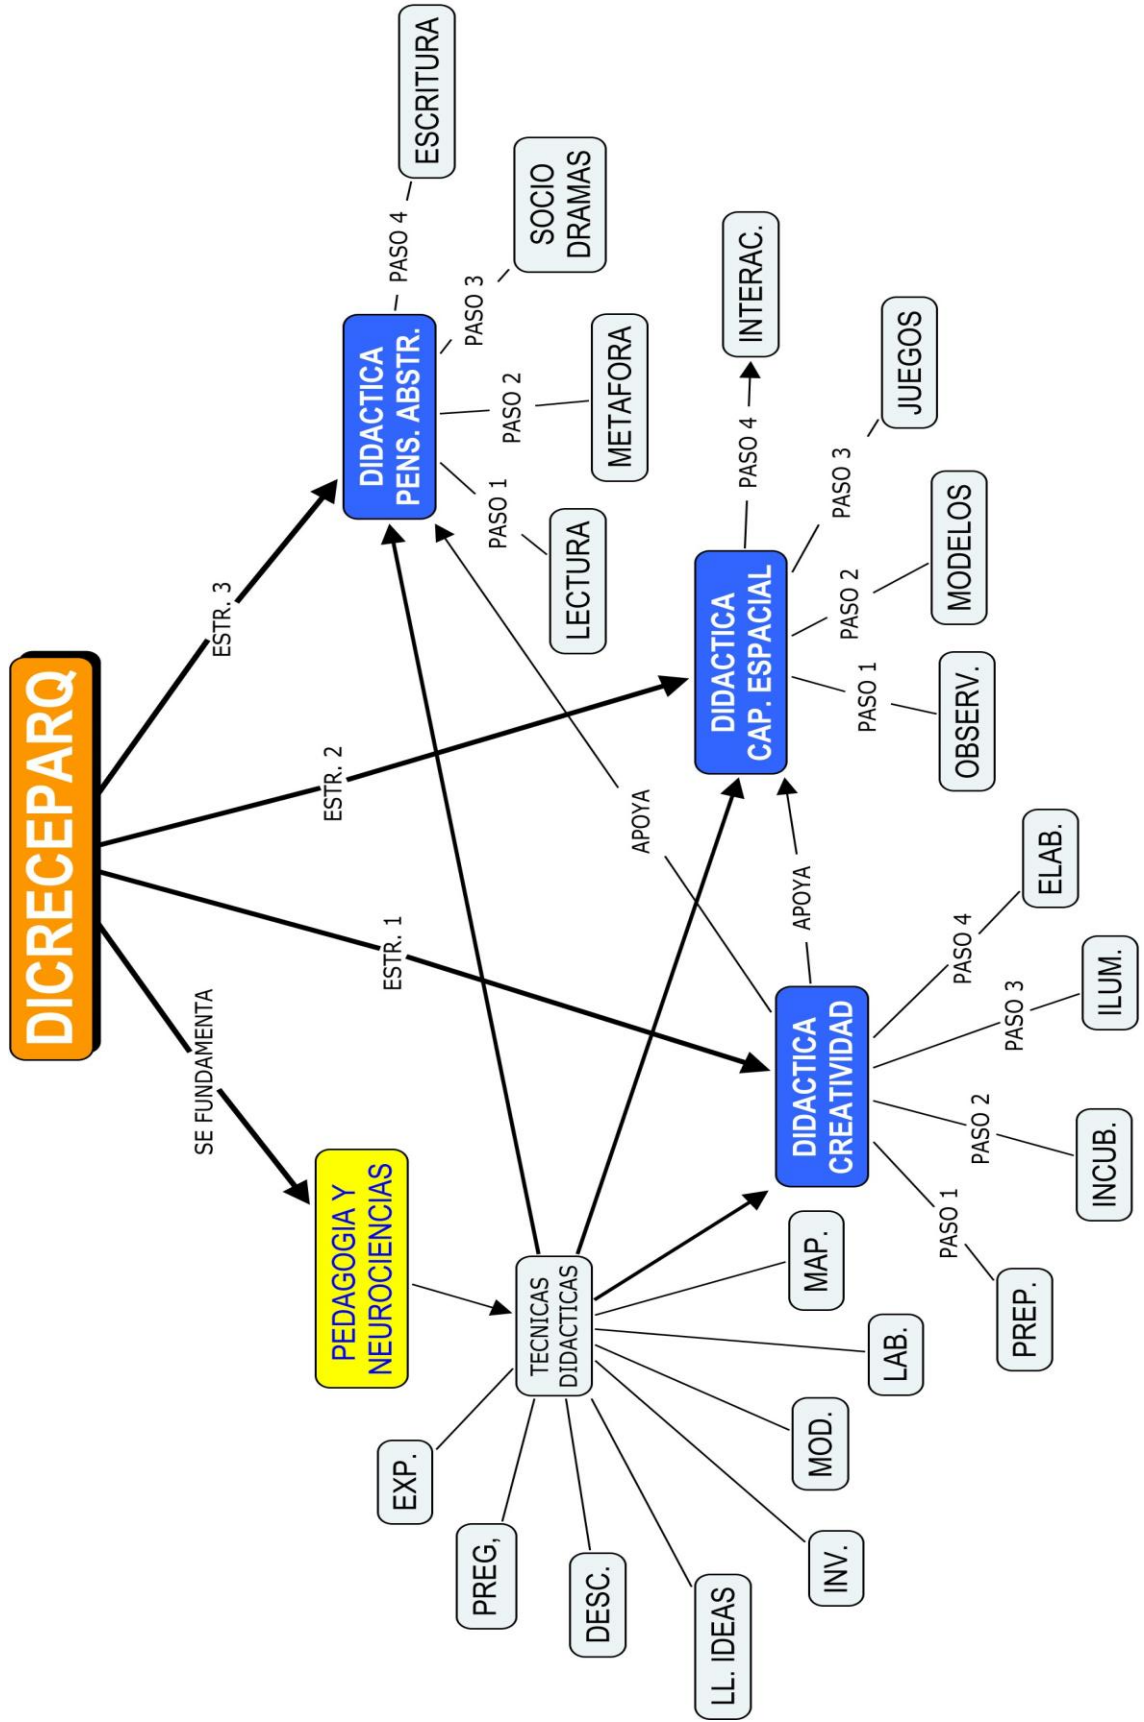 DICRECEPARQ
SE FUNDAMENTA
ESTR. 1
ESTR. 2
ESTR. 3
PEDAGOGIA Y
NEUROCIENCIAS
TECNICAS
DIDACTICAS
EXP.
PREG,
DESC.
LL. IDEAS
INV.
MOD.
LAB.
MAP.
DIDACTICA
CREATIVIDAD
PASO 1
PREP.
PASO 2
INCUB.
PASO 3
ILUM.
PASO 4
ELAB.
APOYA
APOYA
DIDACTICA
CAP. ESPACIAL
PASO 1
OBSERV.
PASO 2
MODELOS
PASO 3
JUEGOS
PASO 4
INTERAC.
DIDACTICA
PENS. ABSTR.
PASO 1
LECTURA
PASO 2
METAFORA
PASO 3
SOCIO
DRAMAS
PASO 4
ESCRITURA